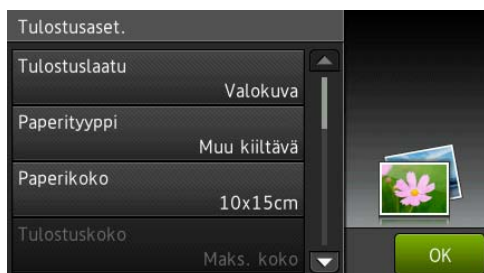 Tulostusaset.
Tulostuslaatu
Valokuva
Paperityyppi
Muu kiiltävä
Paperikoko
10x15cm
Tulostuskoko
Maks. koko
OK